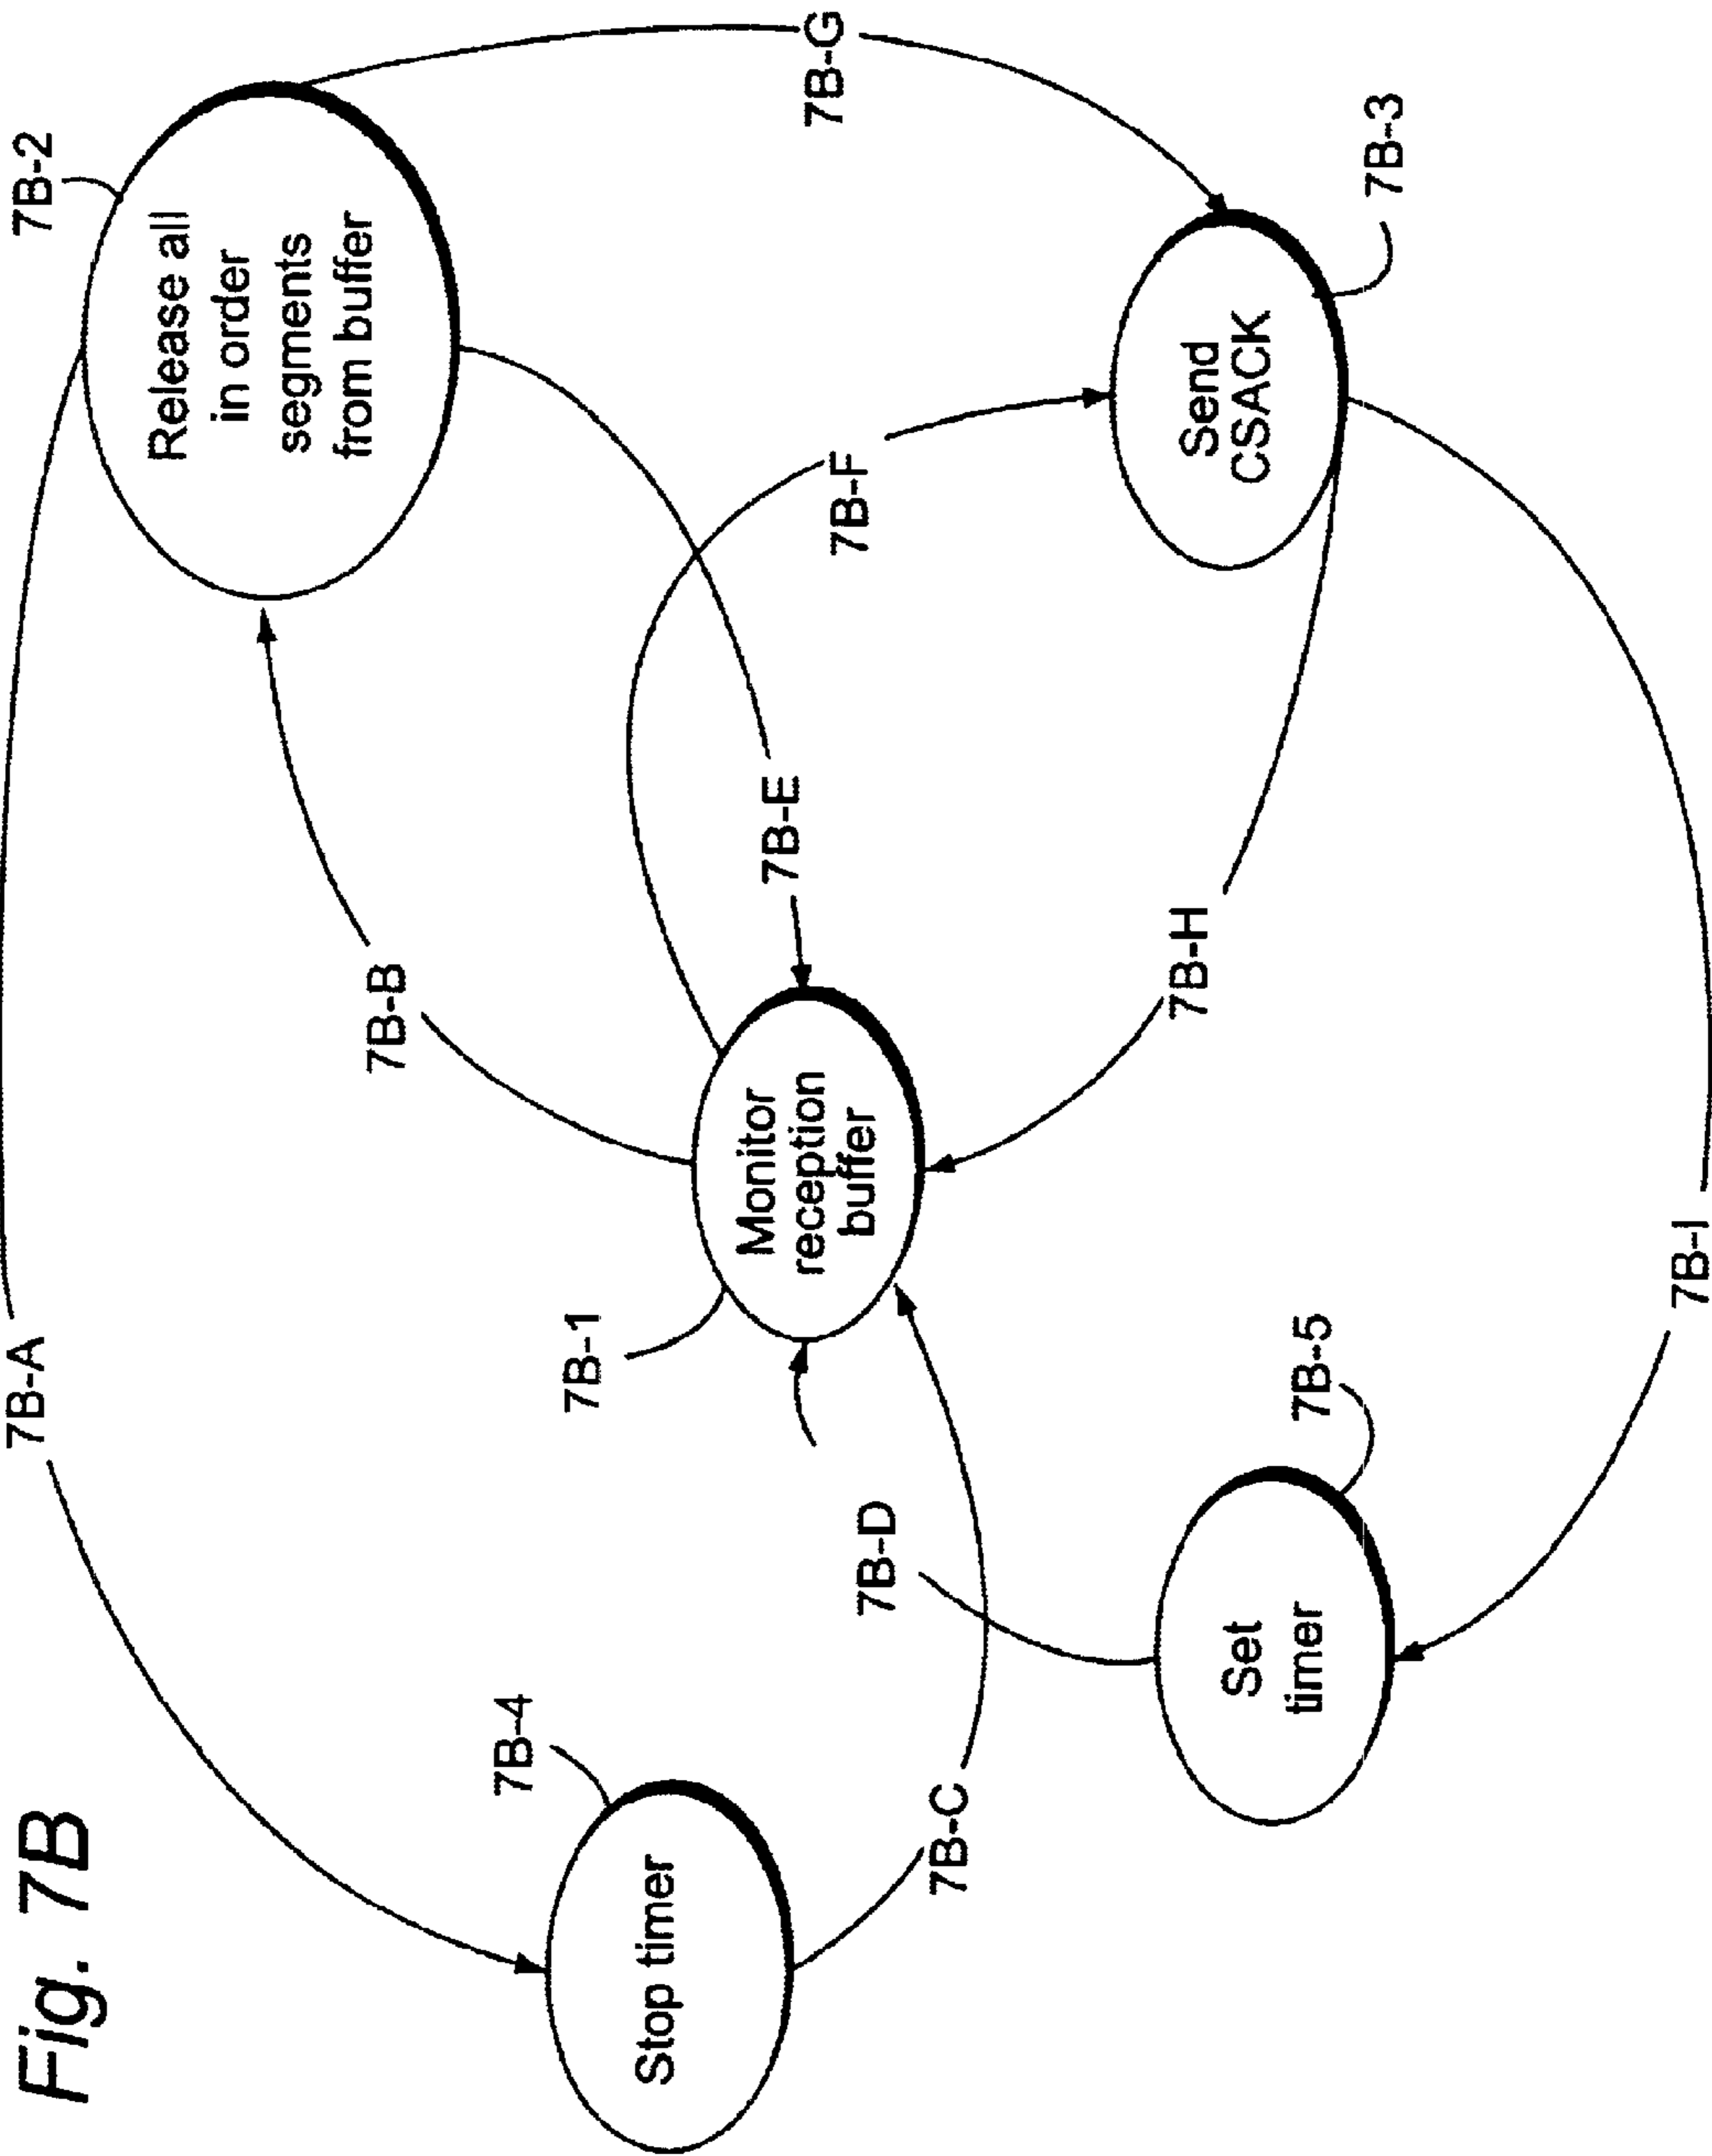 Fig. 7B
7B-A
7B-2
Release all
in order
segments
from buffer
7B-B
7B-4
Stop timer
7B-1
Monitor
reception
buffer
7B-E
7B-F
7B-G
7B-C
7B-D
7B-H
Send
CSACK
7B-3
Set
timer
7B-5
7B-I